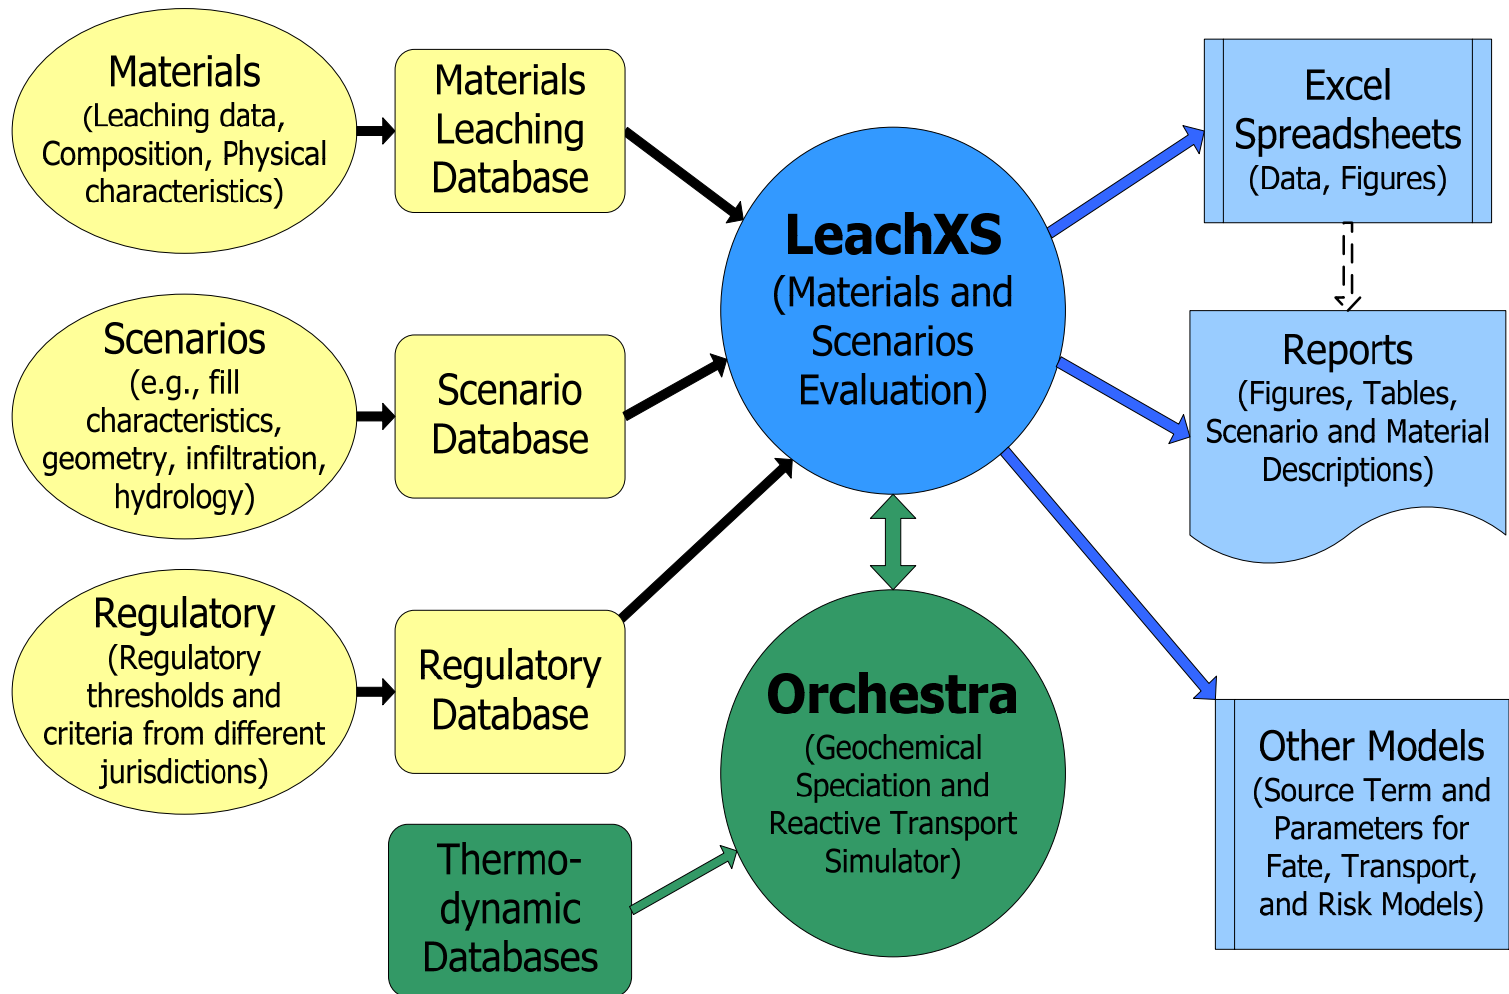 Materials
(Leaching data,
Composition, Physical
characteristics)
Materials
Leaching
Database
Scenarios
(e.g., fill
characteristics,
geometry, infiltration,
hydrology)
Scenario
Database
Regulatory
(Regulatory
thresholds and
criteria from different
jurisdictions)
Regulatory
Database
Thermo-
dynamic
Databases
LeachXS
(Materials and
Scenarios
Evaluation)
Orchestra
(Geochemical
Speciation and
Reactive Transport
Simulator)
Excel
Spreadsheets
(Data, Figures)
Reports
(Figures, Tables,
Scenario and Material
Descriptions)
Other Models
(Source Term and
Parameters for
Fate, Transport,
and Risk Models)